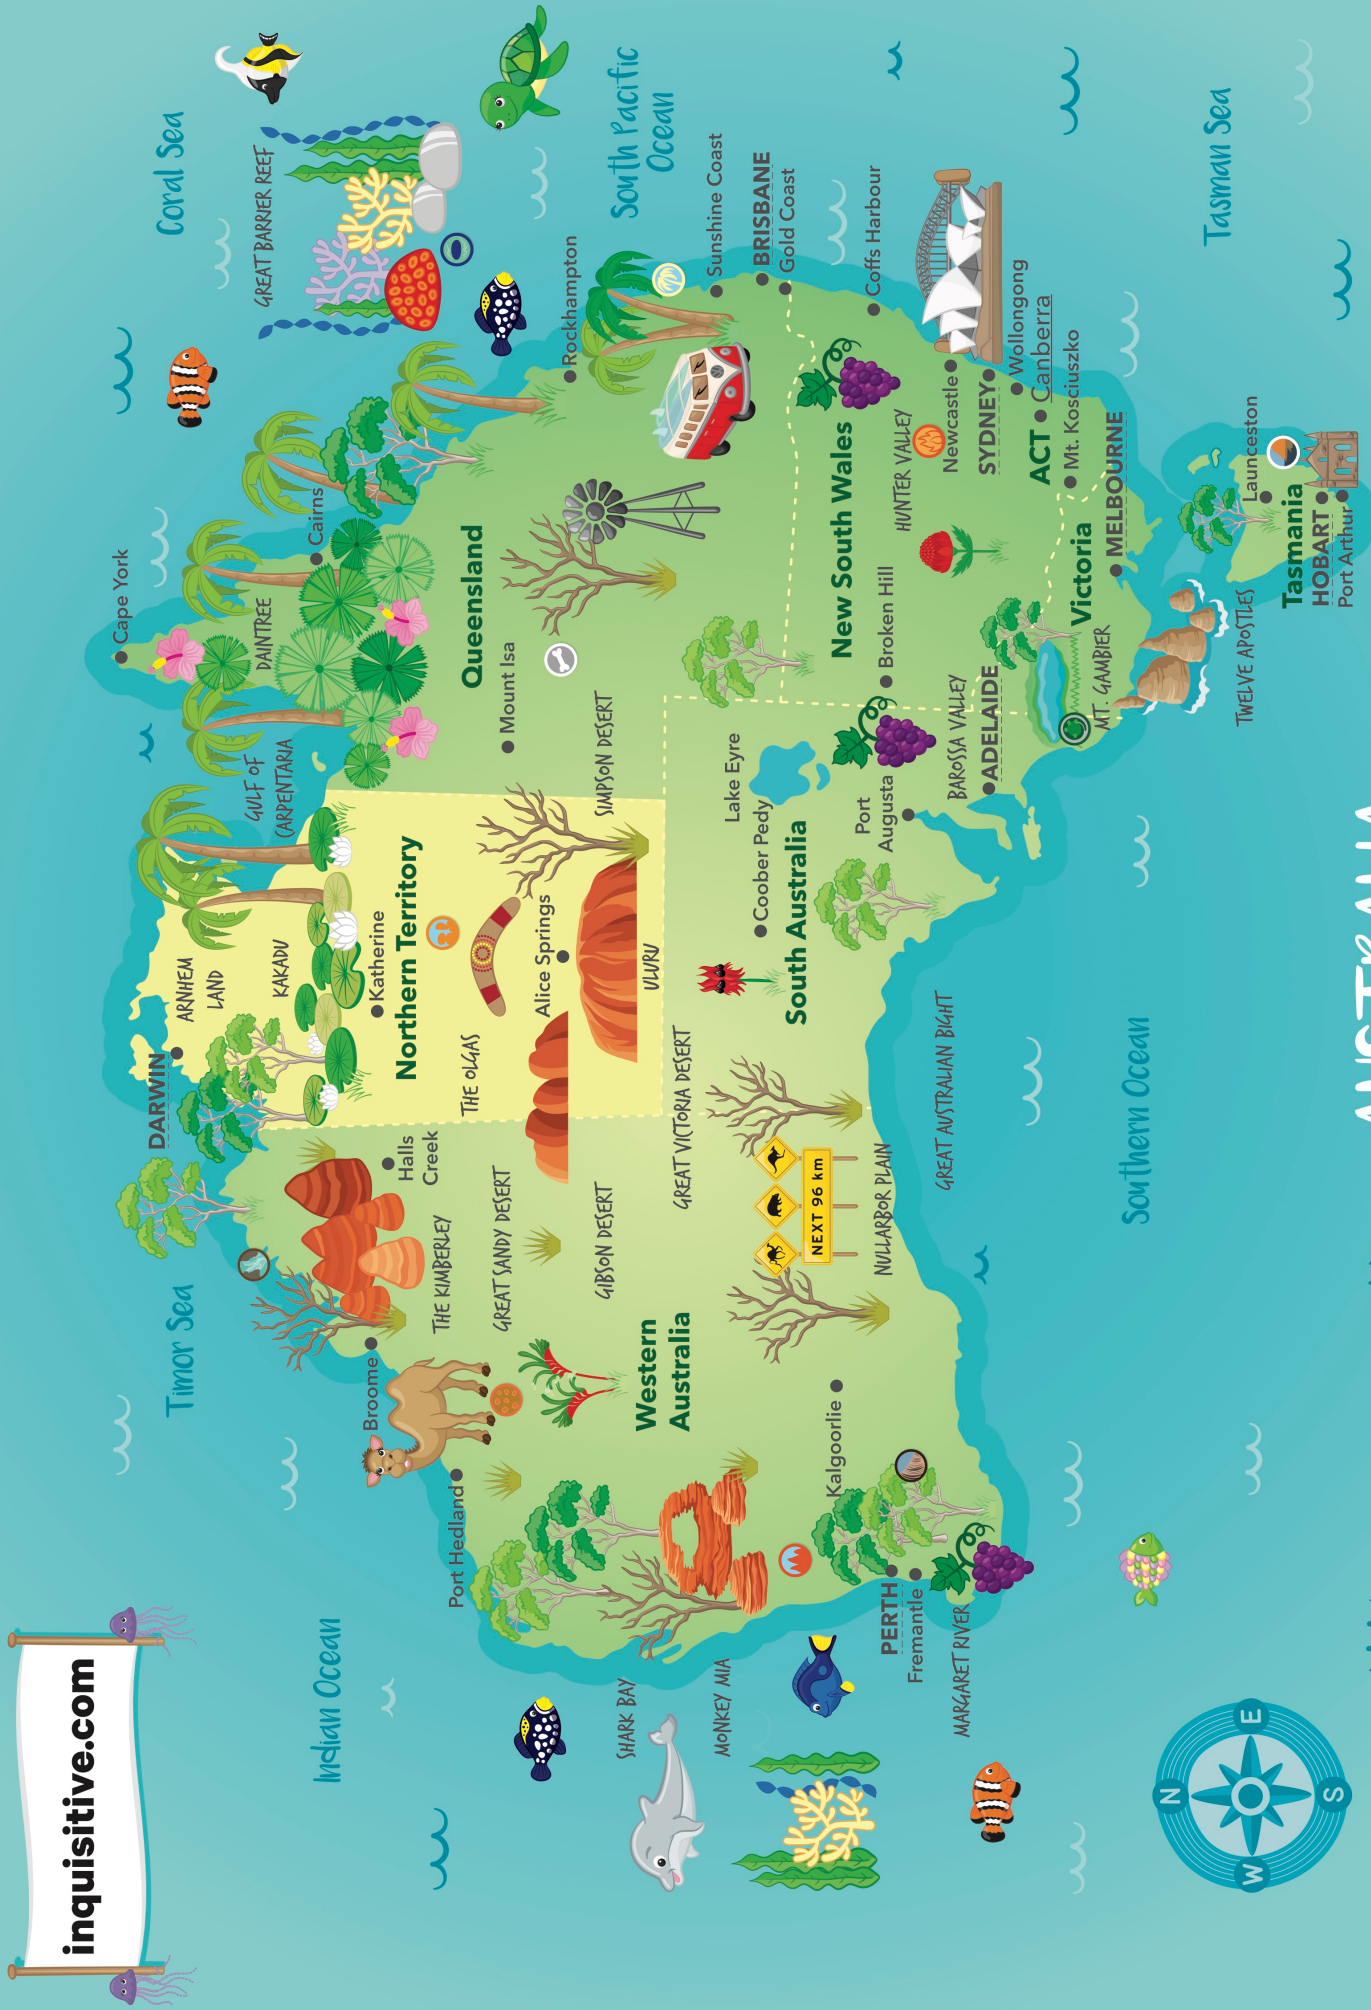 inquisitive.com
Timor Sea
Coral Sea
Indian Ocean
South Pacific
Ocean
Southern Ocean
Tasman Sea
Cape York
DARWIN
ARNHEM
LAND
KAKADU
GULF OF
CARPENTARIA
DAINTREE
Cairns
GREAT BARRIER REEF
Katherine
Northern Territory
Halls
Creek
Broome
THE KIMBERLEY
Port Hedland
GREAT SANDY DESERT
THE OLGAS
Alice Springs
Queensland
Mount Isa
Rockhampton
GIBSON DESERT
SIMPSON DESERT
ULURU
Western
Australia
SHARK BAY
MONKEY MIA
GREAT VICTORIA DESERT
Lake Eyre
Coober Pedy
South Australia
Sunshine Coast
BRISBANE
Gold Coast
NEXT 96 km
Kalgoorlie
NULLARBOR PLAIN
Port
Augusta
New South Wales
Broken Hill
HUNTER VALLEY
Coffs Harbour
PERTH
Fremantle
MARGARET RIVER
GREAT AUSTRALIAN BIGHT
BAROSSA VALLEY
ADELAIDE
Newcastle
SYDNEY
Wollongong
ACT
Canberra
Mt. Kosciuszko
Victoria
MELBOURNE
MT. GAMBIER
TWELVE APOSTLES
Launceston
Tasmania
HOBART
Port Arthur
N
W
E
S